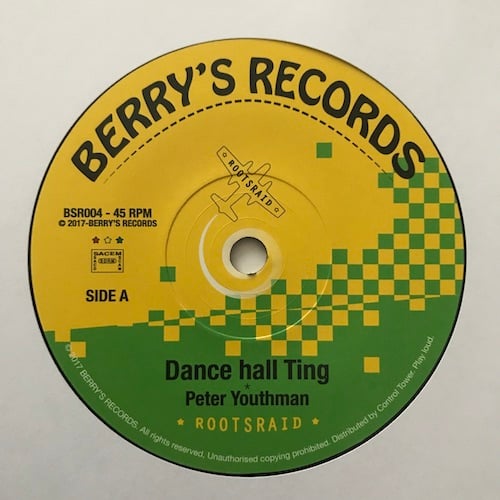 BERRY'S RECORDS
ROOTSRAID
BSR004 - 45 RPM
© 2017-BERRY'S RECORDS
SACEM
SIDE A
Dance hall Ting
Peter Youthman
ROOTSRAID
© 2017 BERRY'S RECORDS. All rights reserved, Unauthorised copying prohibited. Distributed by Control Tower. Play loud.